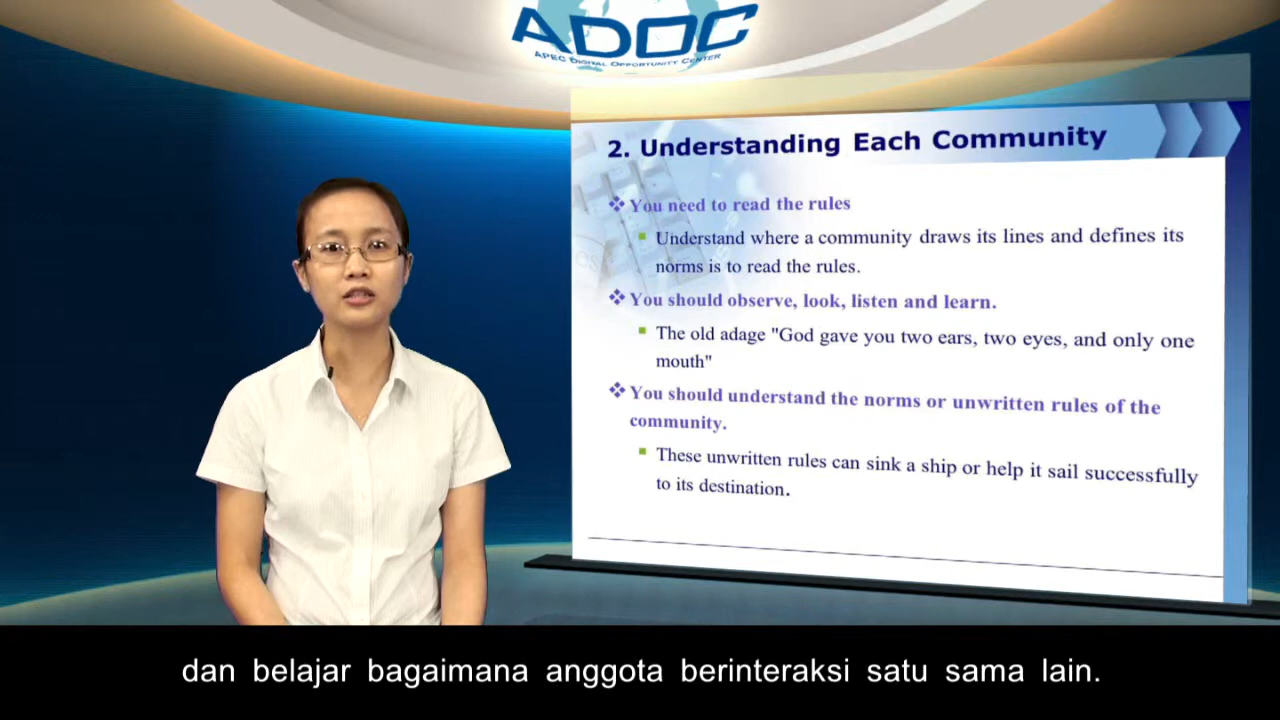 ADOC
APEC DIGITAL OPPORTUNITY CENTER
2. Understanding Each Community
You need to read the rules
Understand where a community draws its lines and defines its
norms is to read the rules.
You should observe, look, listen and learn.
The old adage "God gave you two ears, two eyes, and only one
mouth"
You should understand the norms or unwritten rules of the
community.
These unwritten rules can sink a ship or help it sail successfully
to its destination.
dan belajar bagaimana anggota berinteraksi satu sama lain.